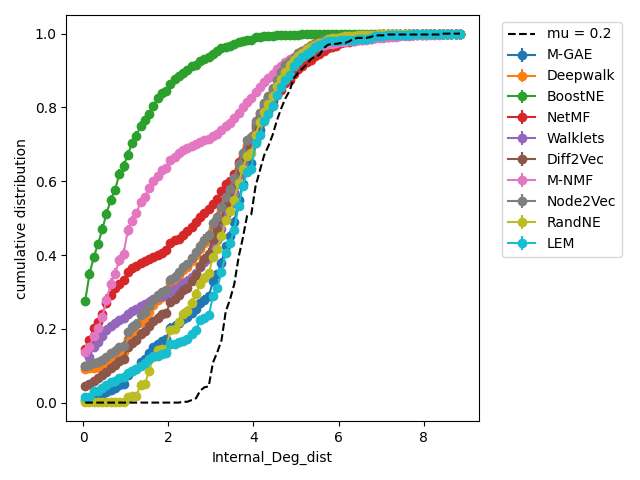 1.0
0.8
0.6
0.4
0.2
0.0
cumulative distribution
0
2
4
6
8
Internal_Deg_dist
mu = 0.2
M-GAE
Deepwalk
BoostNE
NetMF
Walklets
Diff2Vec
M-NMF
Node2Vec
RandNE
LEM